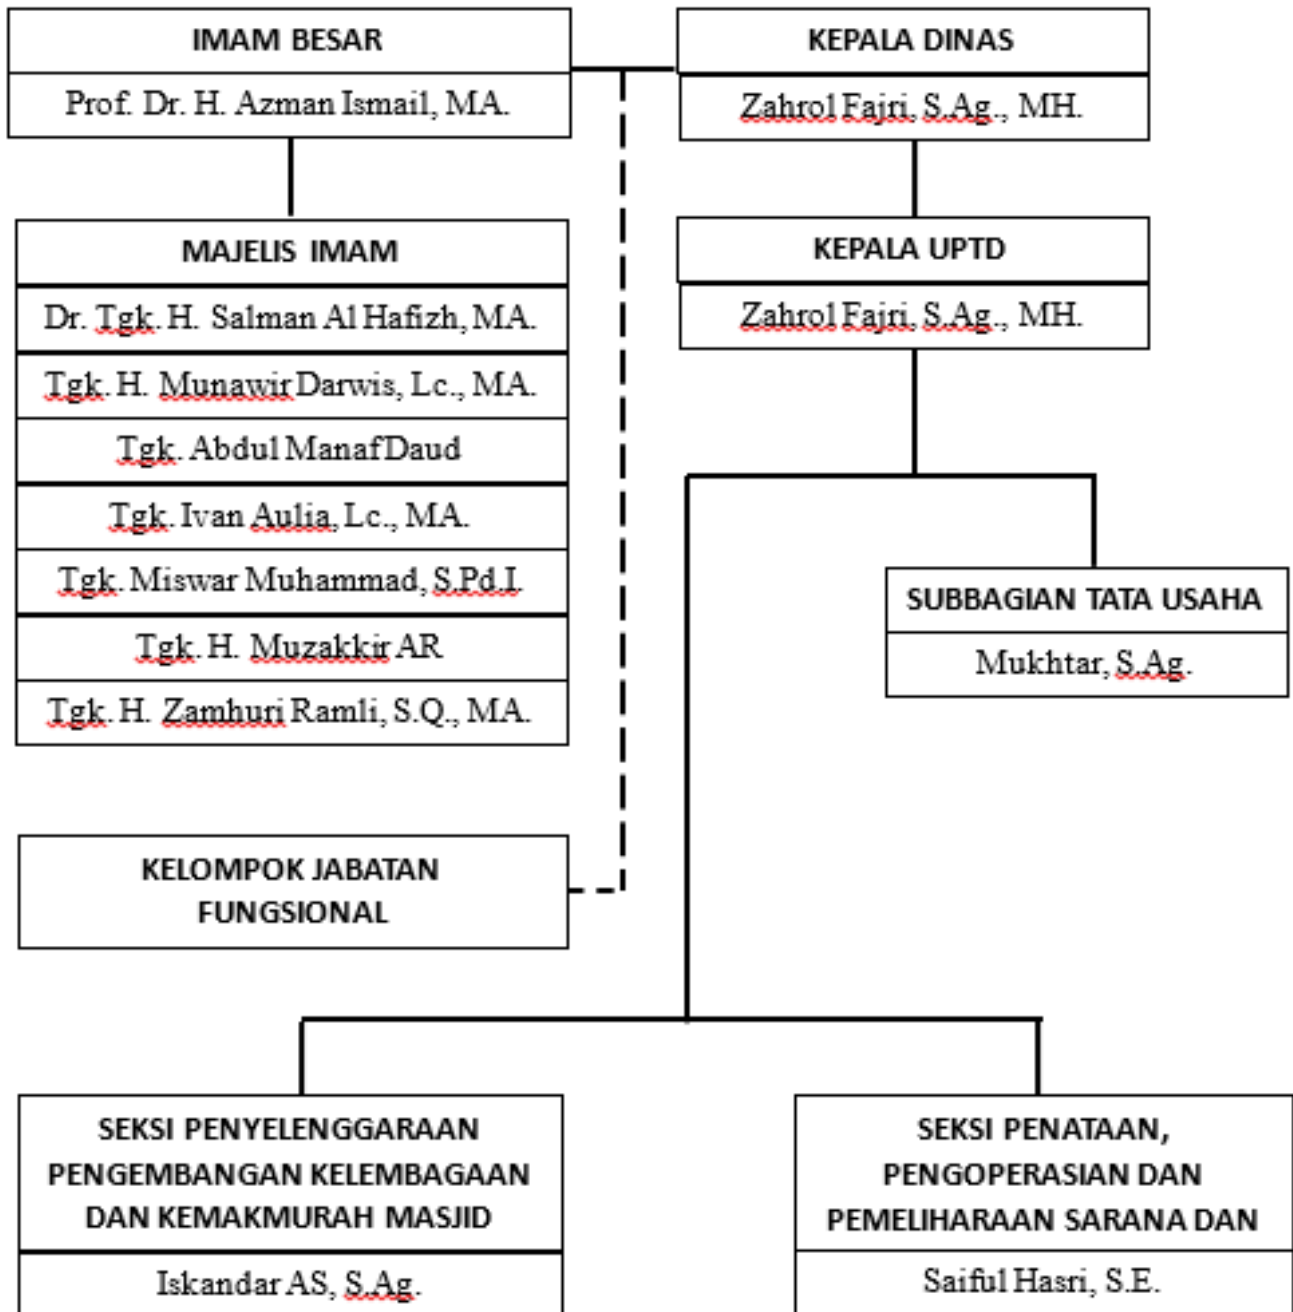 IMAM BESAR
Prof. Dr. H. Azman Ismail, MA.
KEPALA DINAS
Zahrol Fajri, S.Ag., MH.
MAJELIS IMAM
Dr. Tgk. H. Salman Al Hafizh, MA.
Tgk. H. Munawir Darwis, Lc., MA.
Tgk. Abdul Manaf Daud
Tgk. Ivan Aulia, Lc., MA.
Tgk. Miswar Muhammad, S.Pd.I.
Tgk. H. Muzakkir AR
Tgk. H. Zamhuri Ramli, S.Q., MA.
KEPALA UPTD
Zahrol Fajri, S.Ag., MH.
SUBBAGIAN TATA USAHA
Mukhtar, S.Ag.
KELOMPOK JABATAN
FUNGSIONAL
SEKSI PENYELENGGARAAN
PENGEMBANGAN KELEMBAGAAN
DAN KEMAKMURAH MASJID
Iskandar AS, S.Ag.
SEKSI PENATAAN,
PENGOPERASIAN DAN
PEMELIHARAAN SARANA DAN
Saiful Hasri, S.E.